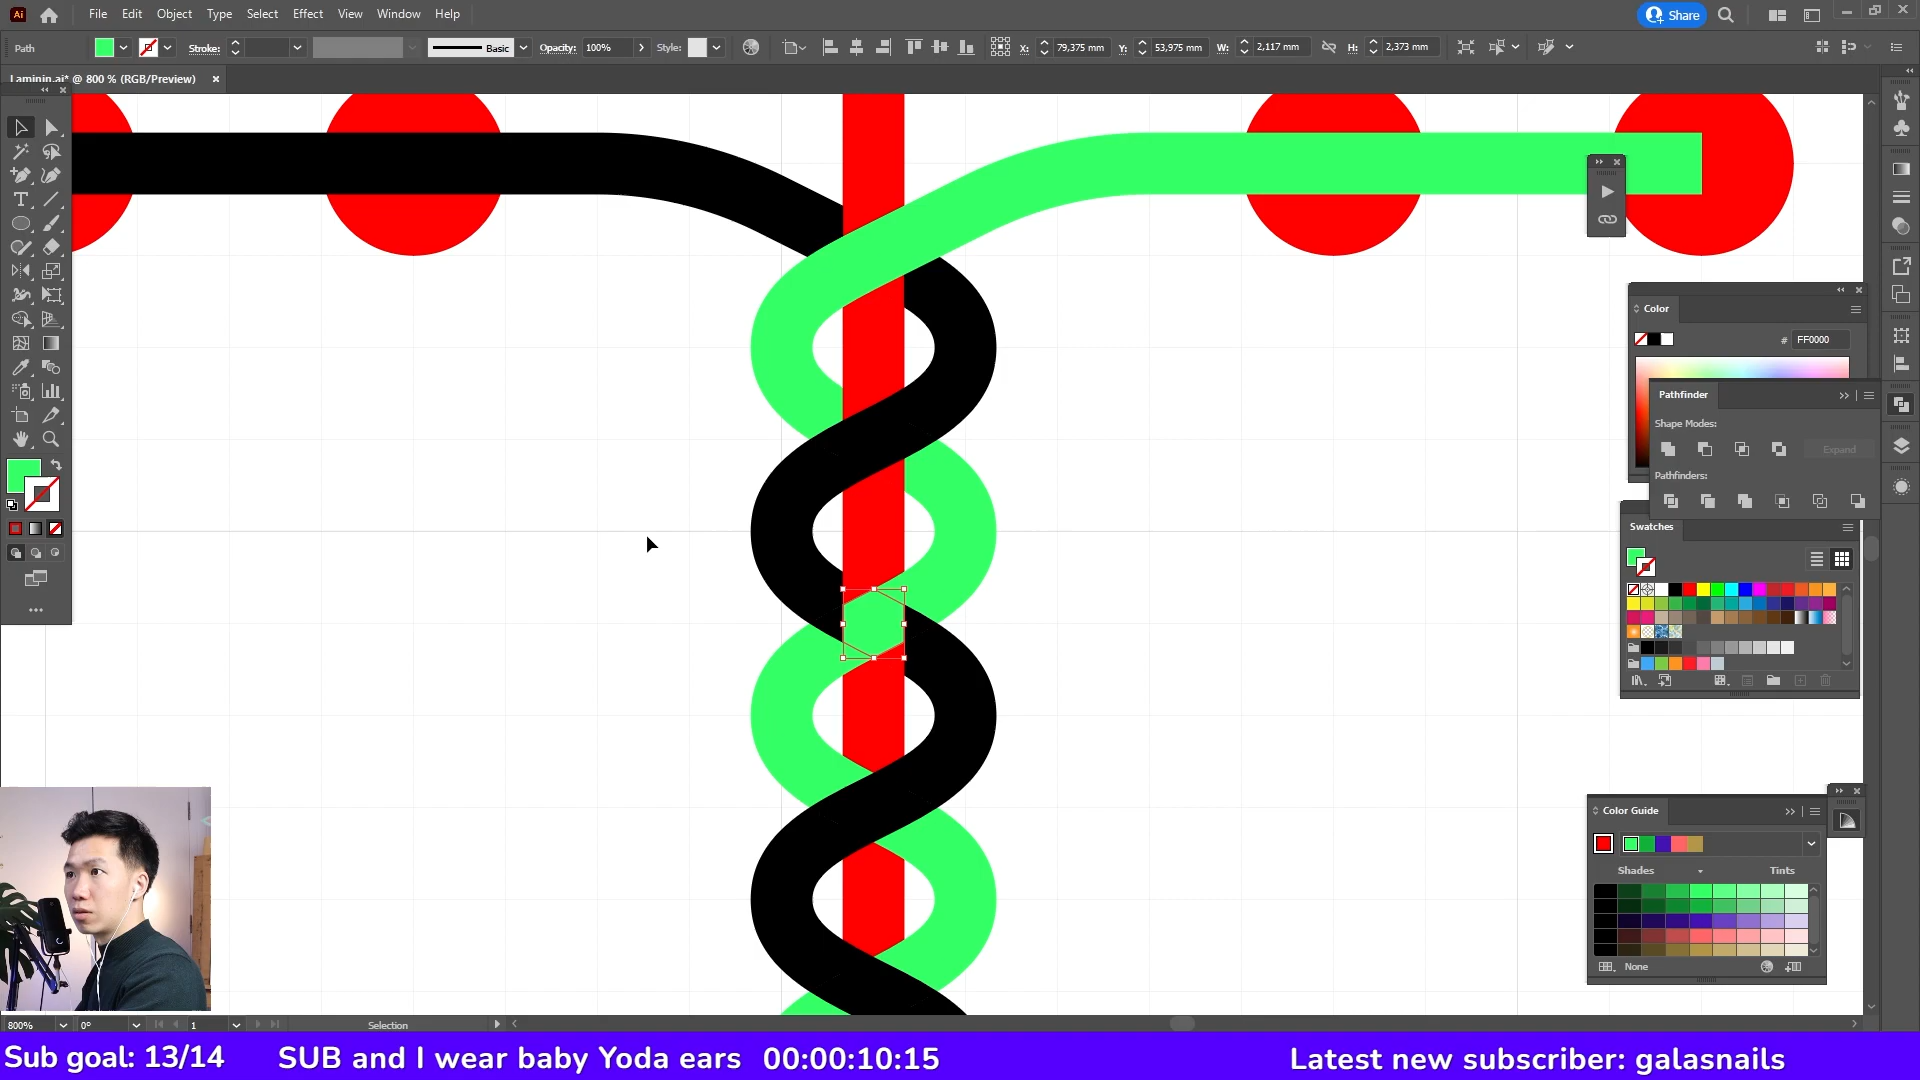 Ai
File Edit Object Type Select Effect View Window Help
Share
Path
Stroke:
Basic
Opacity: 100%
Style:
X: 79,375 mm
Y: 53,975 mm
W: 2,117 mm
H: 2,373 mm
Laminin.ai* @ 800 % (RGB/Preview)
T
Color
# FF0000
Pathfinder
Shape Modes:
Expand
Pathfinders:
Swatches
Color Guide
Shades
Tints
None
800%
0°
1
Selection
Sub goal: 13/14 SUB and I wear baby Yoda ears 00:00:10:15 Latest new subscriber: galasnails